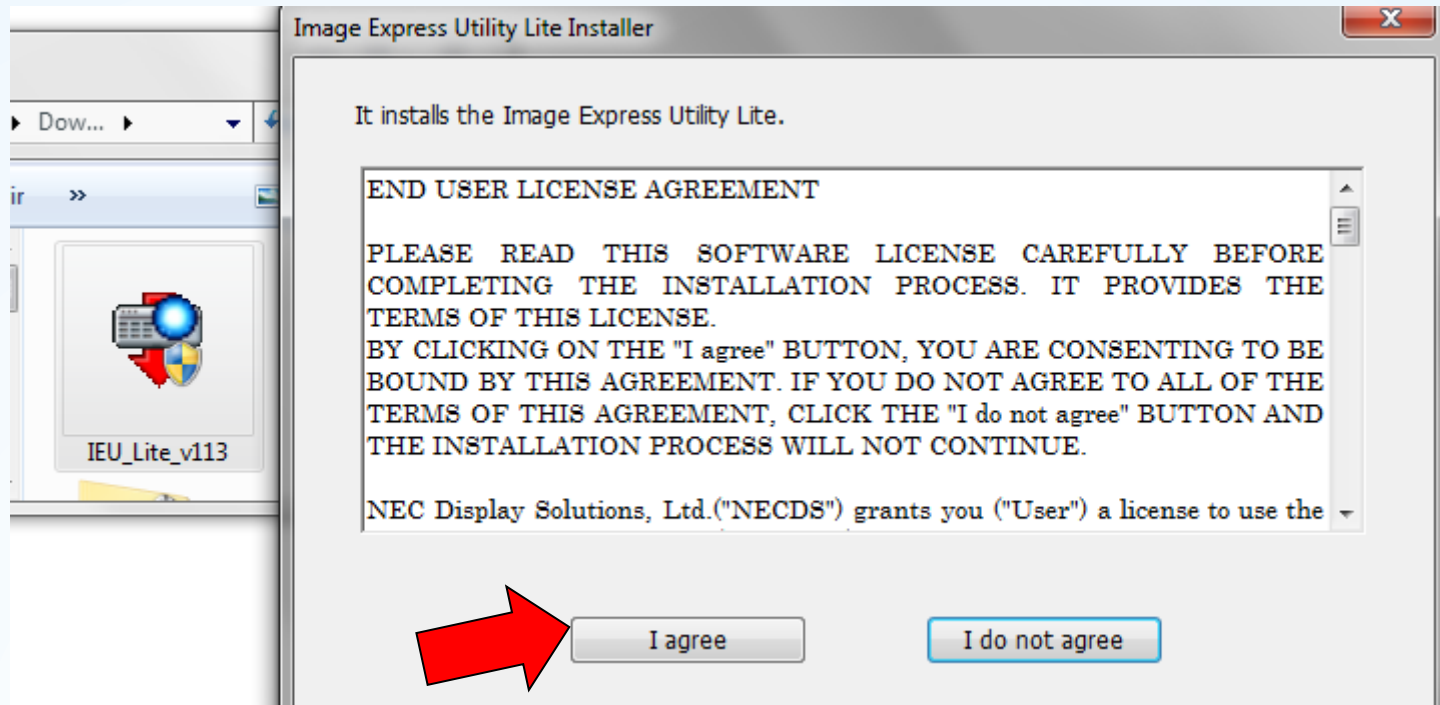 Image Express Utility Lite Installer
Dow...
It installs the Image Express Utility Lite.
ir »
END USER LICENSE AGREEMENT
PLEASE READ THIS SOFTWARE LICENSE CAREFULLY BEFORE
COMPLETING THE INSTALLATION PROCESS. IT PROVIDES THE
TERMS OF THIS LICENSE.
BY CLICKING ON THE "I agree" BUTTON, YOU ARE CONSENTING TO BE
BOUND BY THIS AGREEMENT. IF YOU DO NOT AGREE TO ALL OF THE
TERMS OF THIS AGREEMENT, CLICK THE "I do not agree" BUTTON AND
THE INSTALLATION PROCESS WILL NOT CONTINUE.
NEC Display Solutions, Ltd.("NECDS") grants you ("User") a license to use the
IEU_Lite_v113
I agree
I do not agree